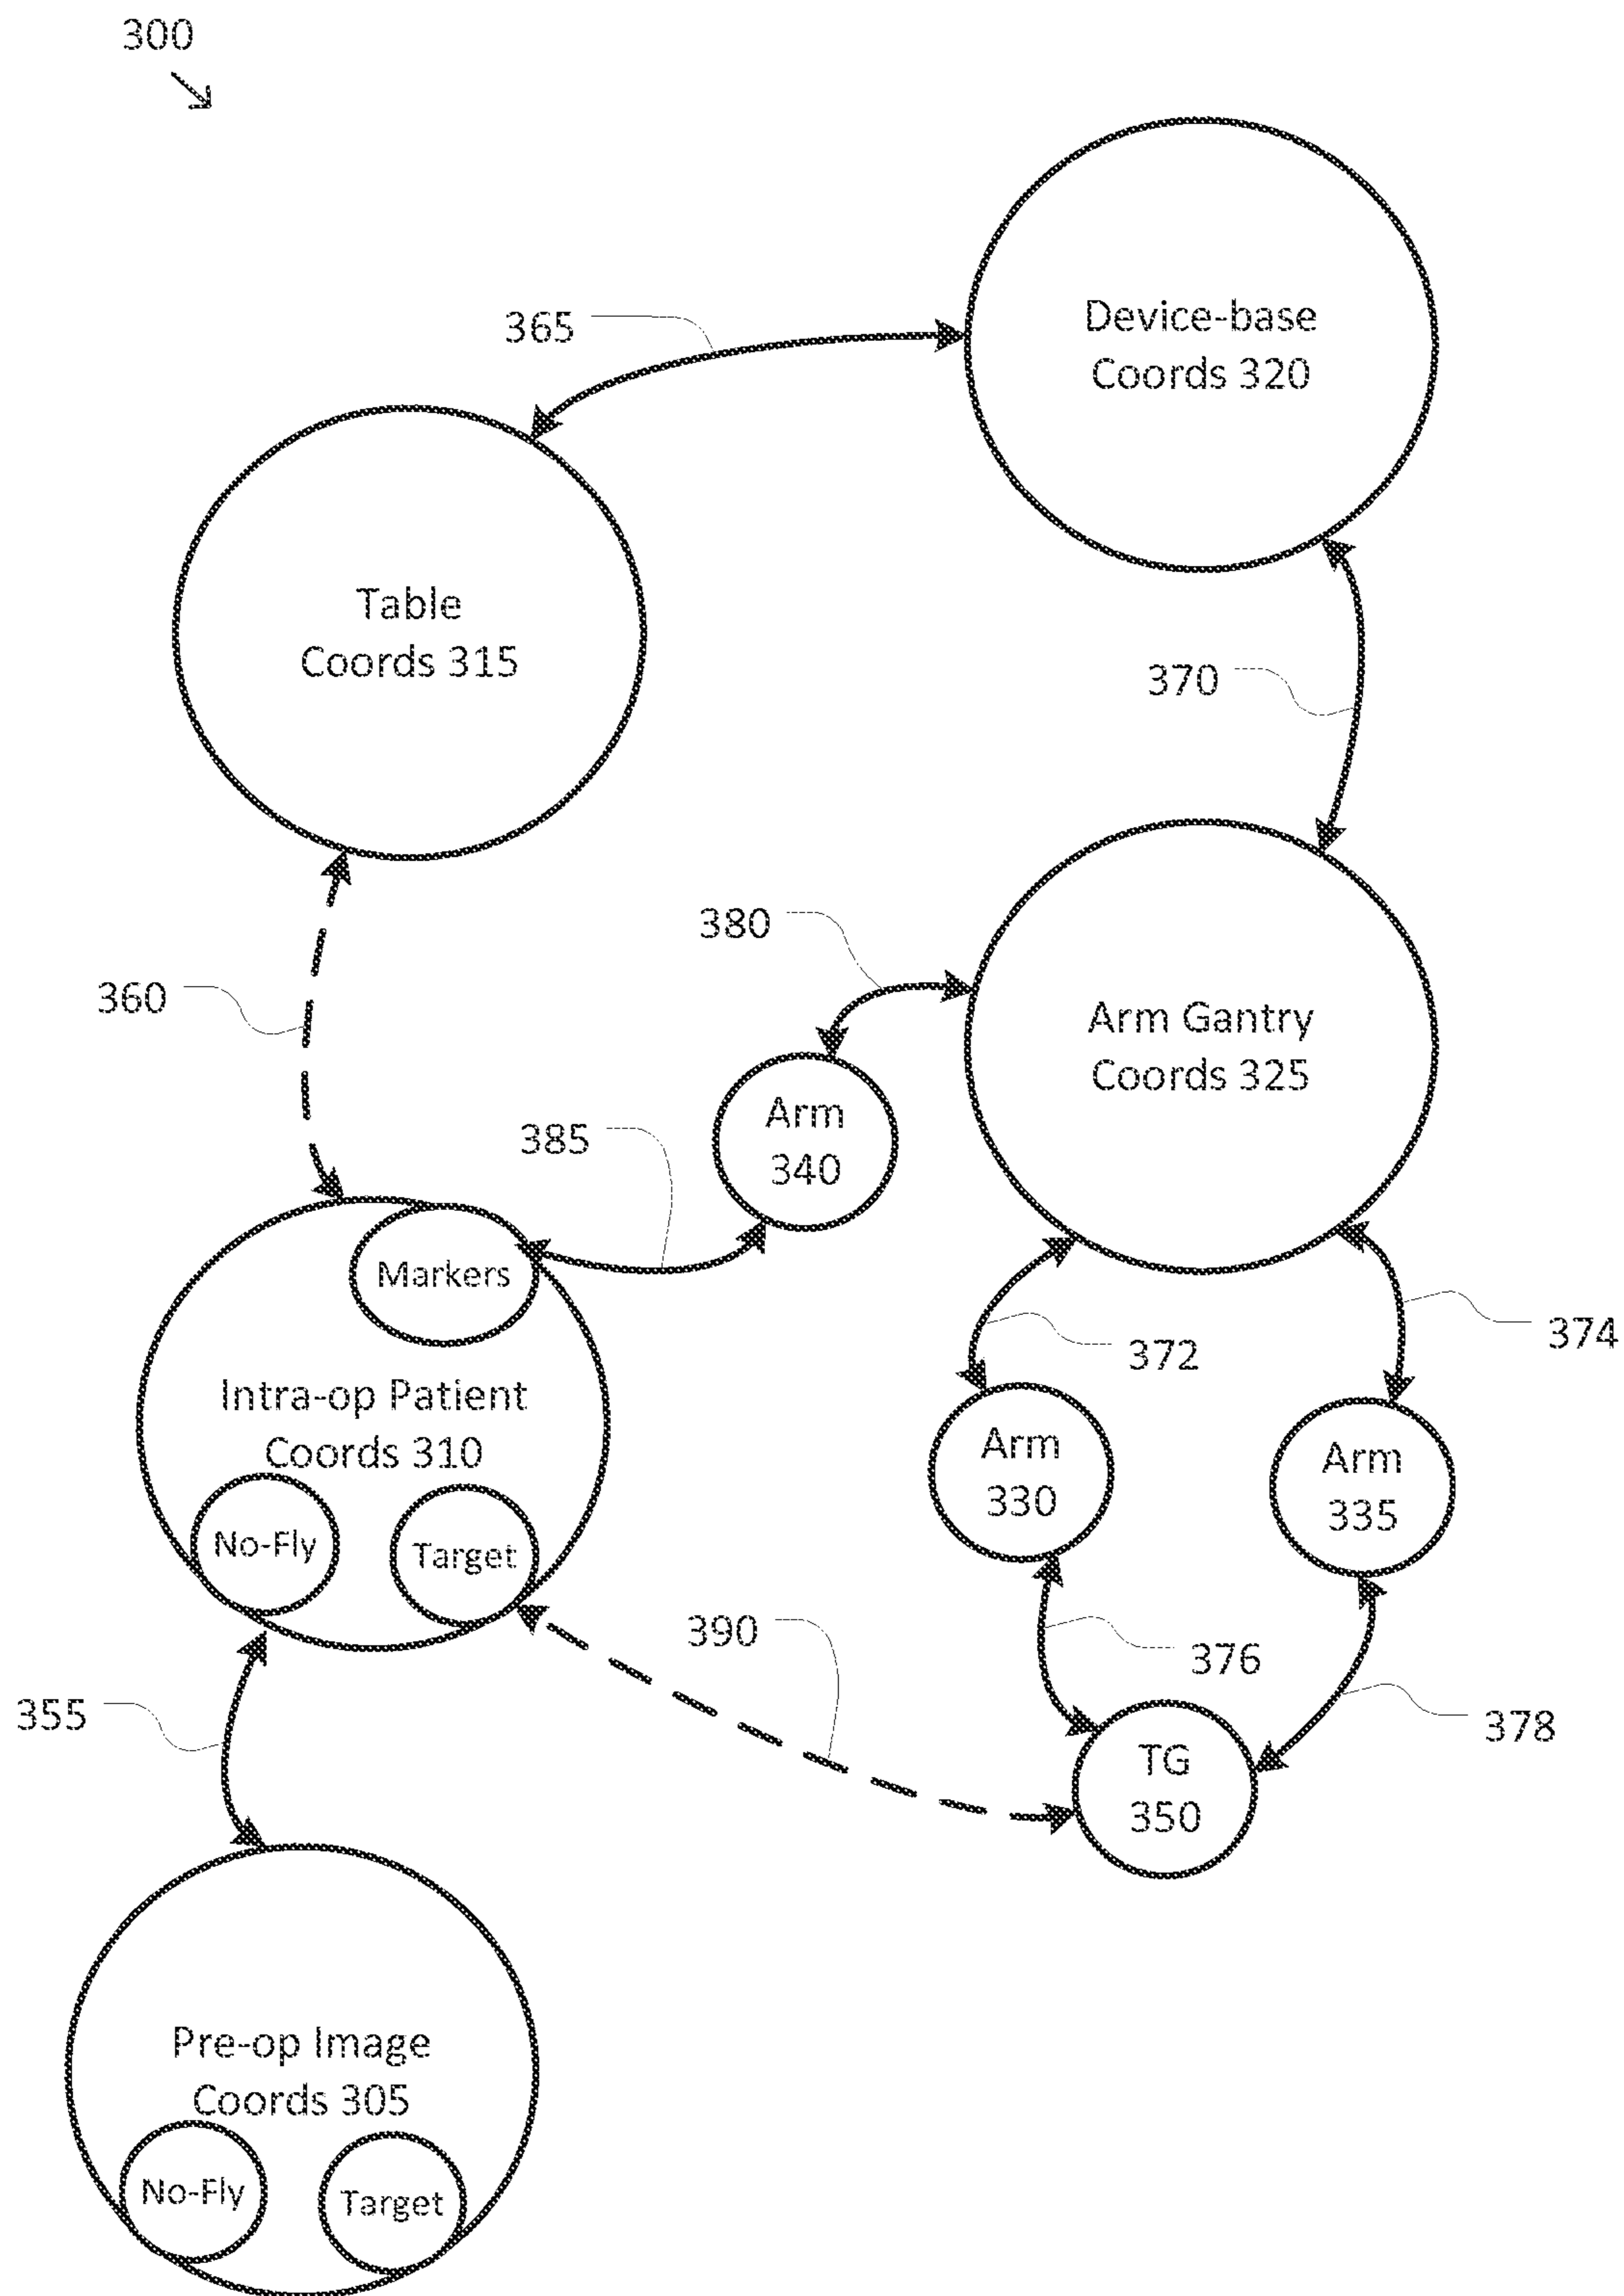 300
Device-base
Coords 320
365
Table
Coords 315
370
380
Arm Gantry
Coords 325
360
Arm
340
385
Markers
374
372
Intra-op Patient
Coords 310
Arm
330
Arm
335
No-Fly
Target
390
376
355
378
TG
350
Pre-op Image
Coords 305
No-Fly
Target